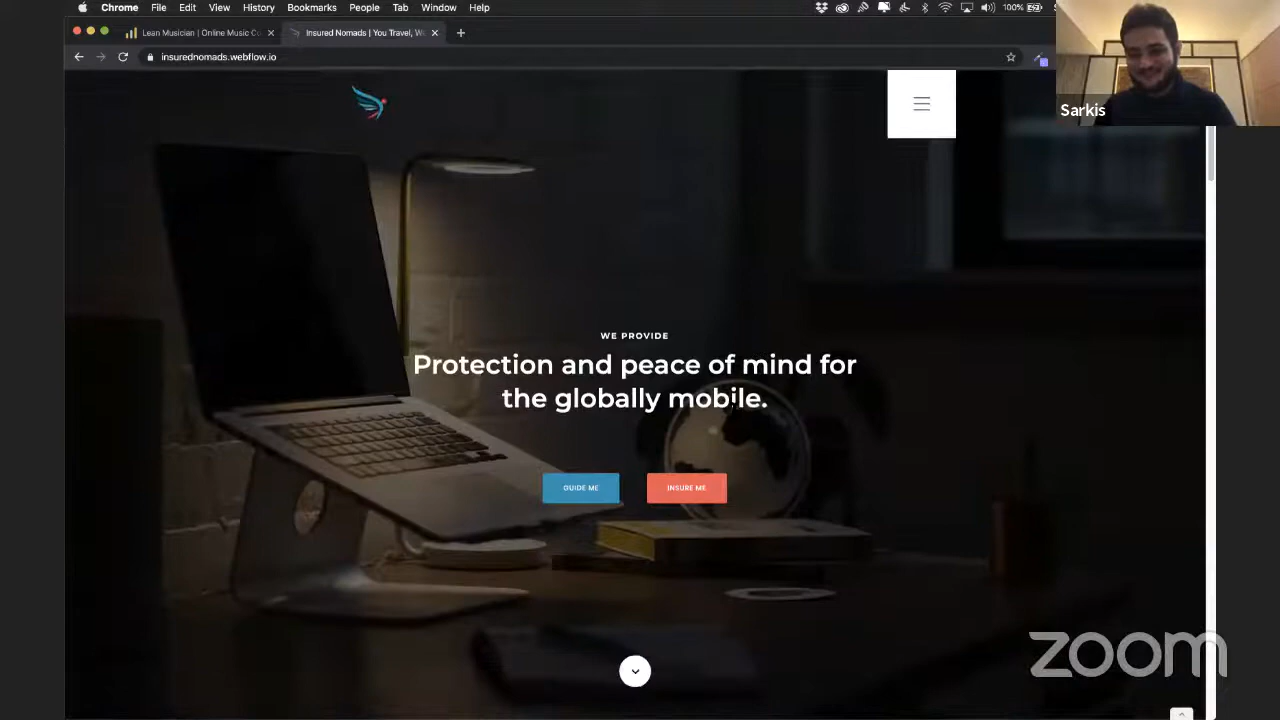 Chrome File Edit View History Bookmarks People Tab Window Help 100%
Lean Musician | Online Music C
Insured Nomads | You Travel, W
insurednomads.webflow.io
Sarkis
WE PROVIDE
Protection and peace of mind for
the globally mobile.
GUIDE ME INSURE ME
zoom